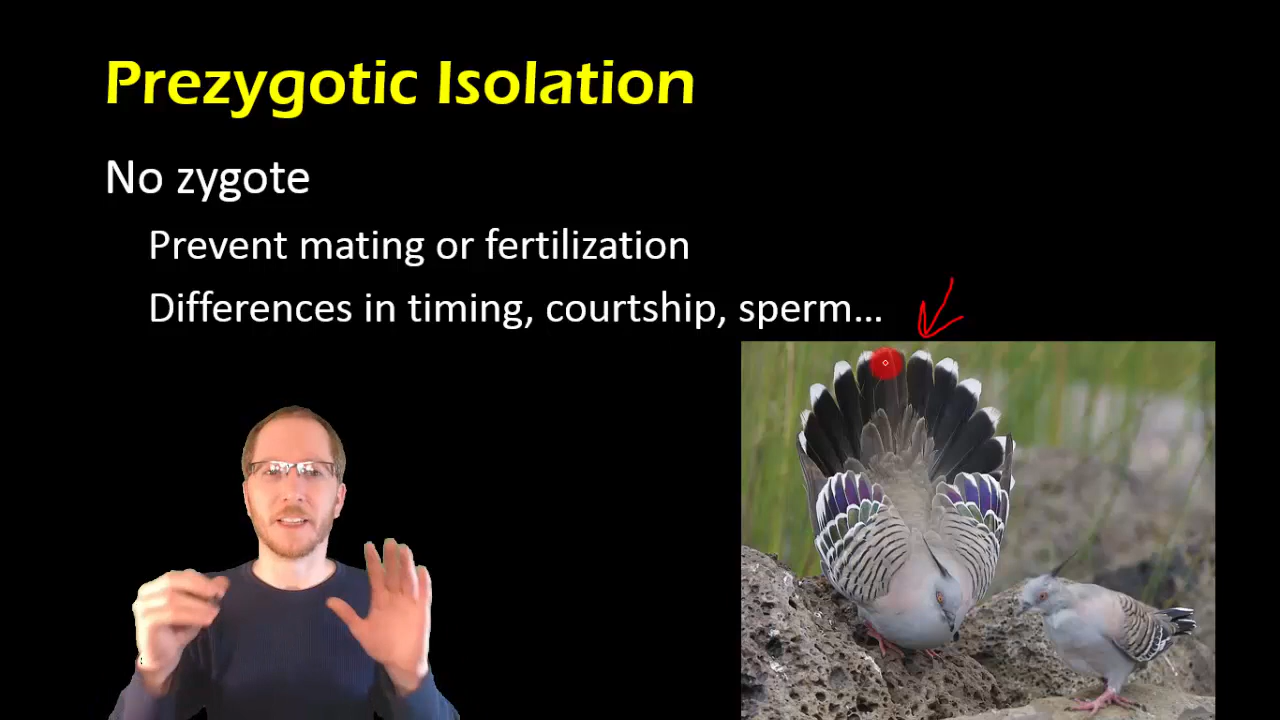 Prezygotic Isolation
No zygote
Prevent mating or fertilization
Differences in timing, courtship, sperm...